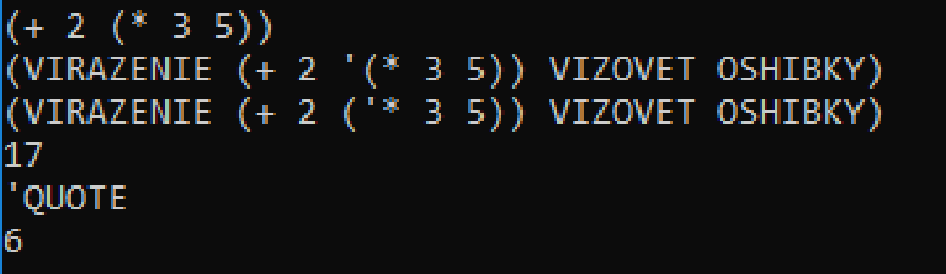 (+ 2 (* 3 5))
(VIRAZENIE (+ 2 '(* 3 5)) VIZOVET OSHIBKY)
(VIRAZENIE (+ 2 ('* 3 5)) VIZOVET OSHIBKY)
17
'QUOTE
6